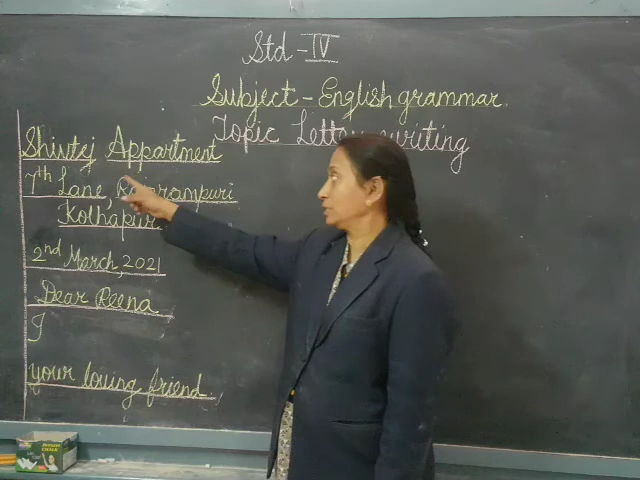 Std - IV
Subject - English grammar.
Topic Letter writing
Shivtej Appartment
7th Lane, Rajarampuri
Kolhapur
2nd March, 2021
Dear Reena
I
your loving friend